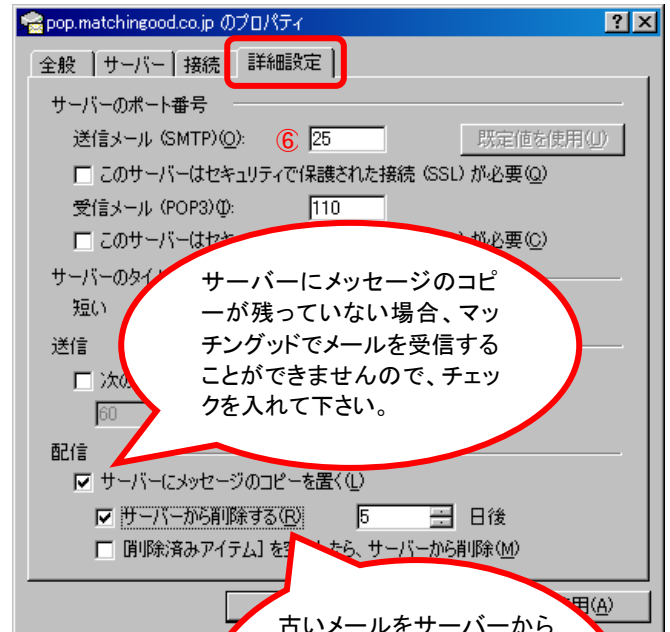 pop.matchingood.co.jp のプロパティ
全般 サーバー 接続 詳細設定
サーバーのポート番号
送信メール (SMTP)(O): ⑥ 25 既定値を使用(U)
このサーバーはセキュリティで保護された接続 (SSL) が必要(Q)
受信メール (POP3)(I): 110
このサーバーはセキ が必要(C)
サーバーのタイ
短い
送信
次の
60
サーバーにメッセージのコピ
ーが残っていない場合、マッ
チングッドでメールを受信する
ことができませんので、チェッ
クを入れて下さい。
配信
サーバーにメッセージのコピーを置く(L)
サーバーから削除する(R) 5 日後
[削除済みアイテム] を空 たら、サーバーから削除(M)
用(A)
古いメールをサーバーから